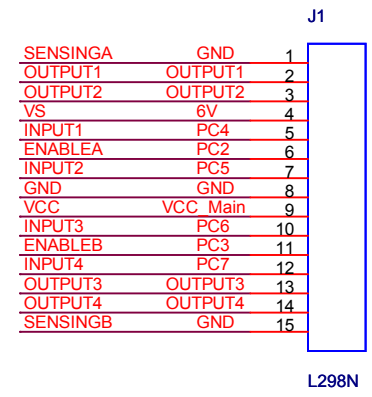 J1
SENSINGA GND 1
OUTPUT1 OUTPUT1 2
OUTPUT2 OUTPUT2 3
VS 6V 4
INPUT1 PC4 5
ENABLEA PC2 6
INPUT2 PC5 7
GND GND 8
VCC VCC_Main 9
INPUT3 PC6 10
ENABLEB PC3 11
INPUT4 PC7 12
OUTPUT3 OUTPUT3 13
OUTPUT4 OUTPUT4 14
SENSINGB GND 15
L298N